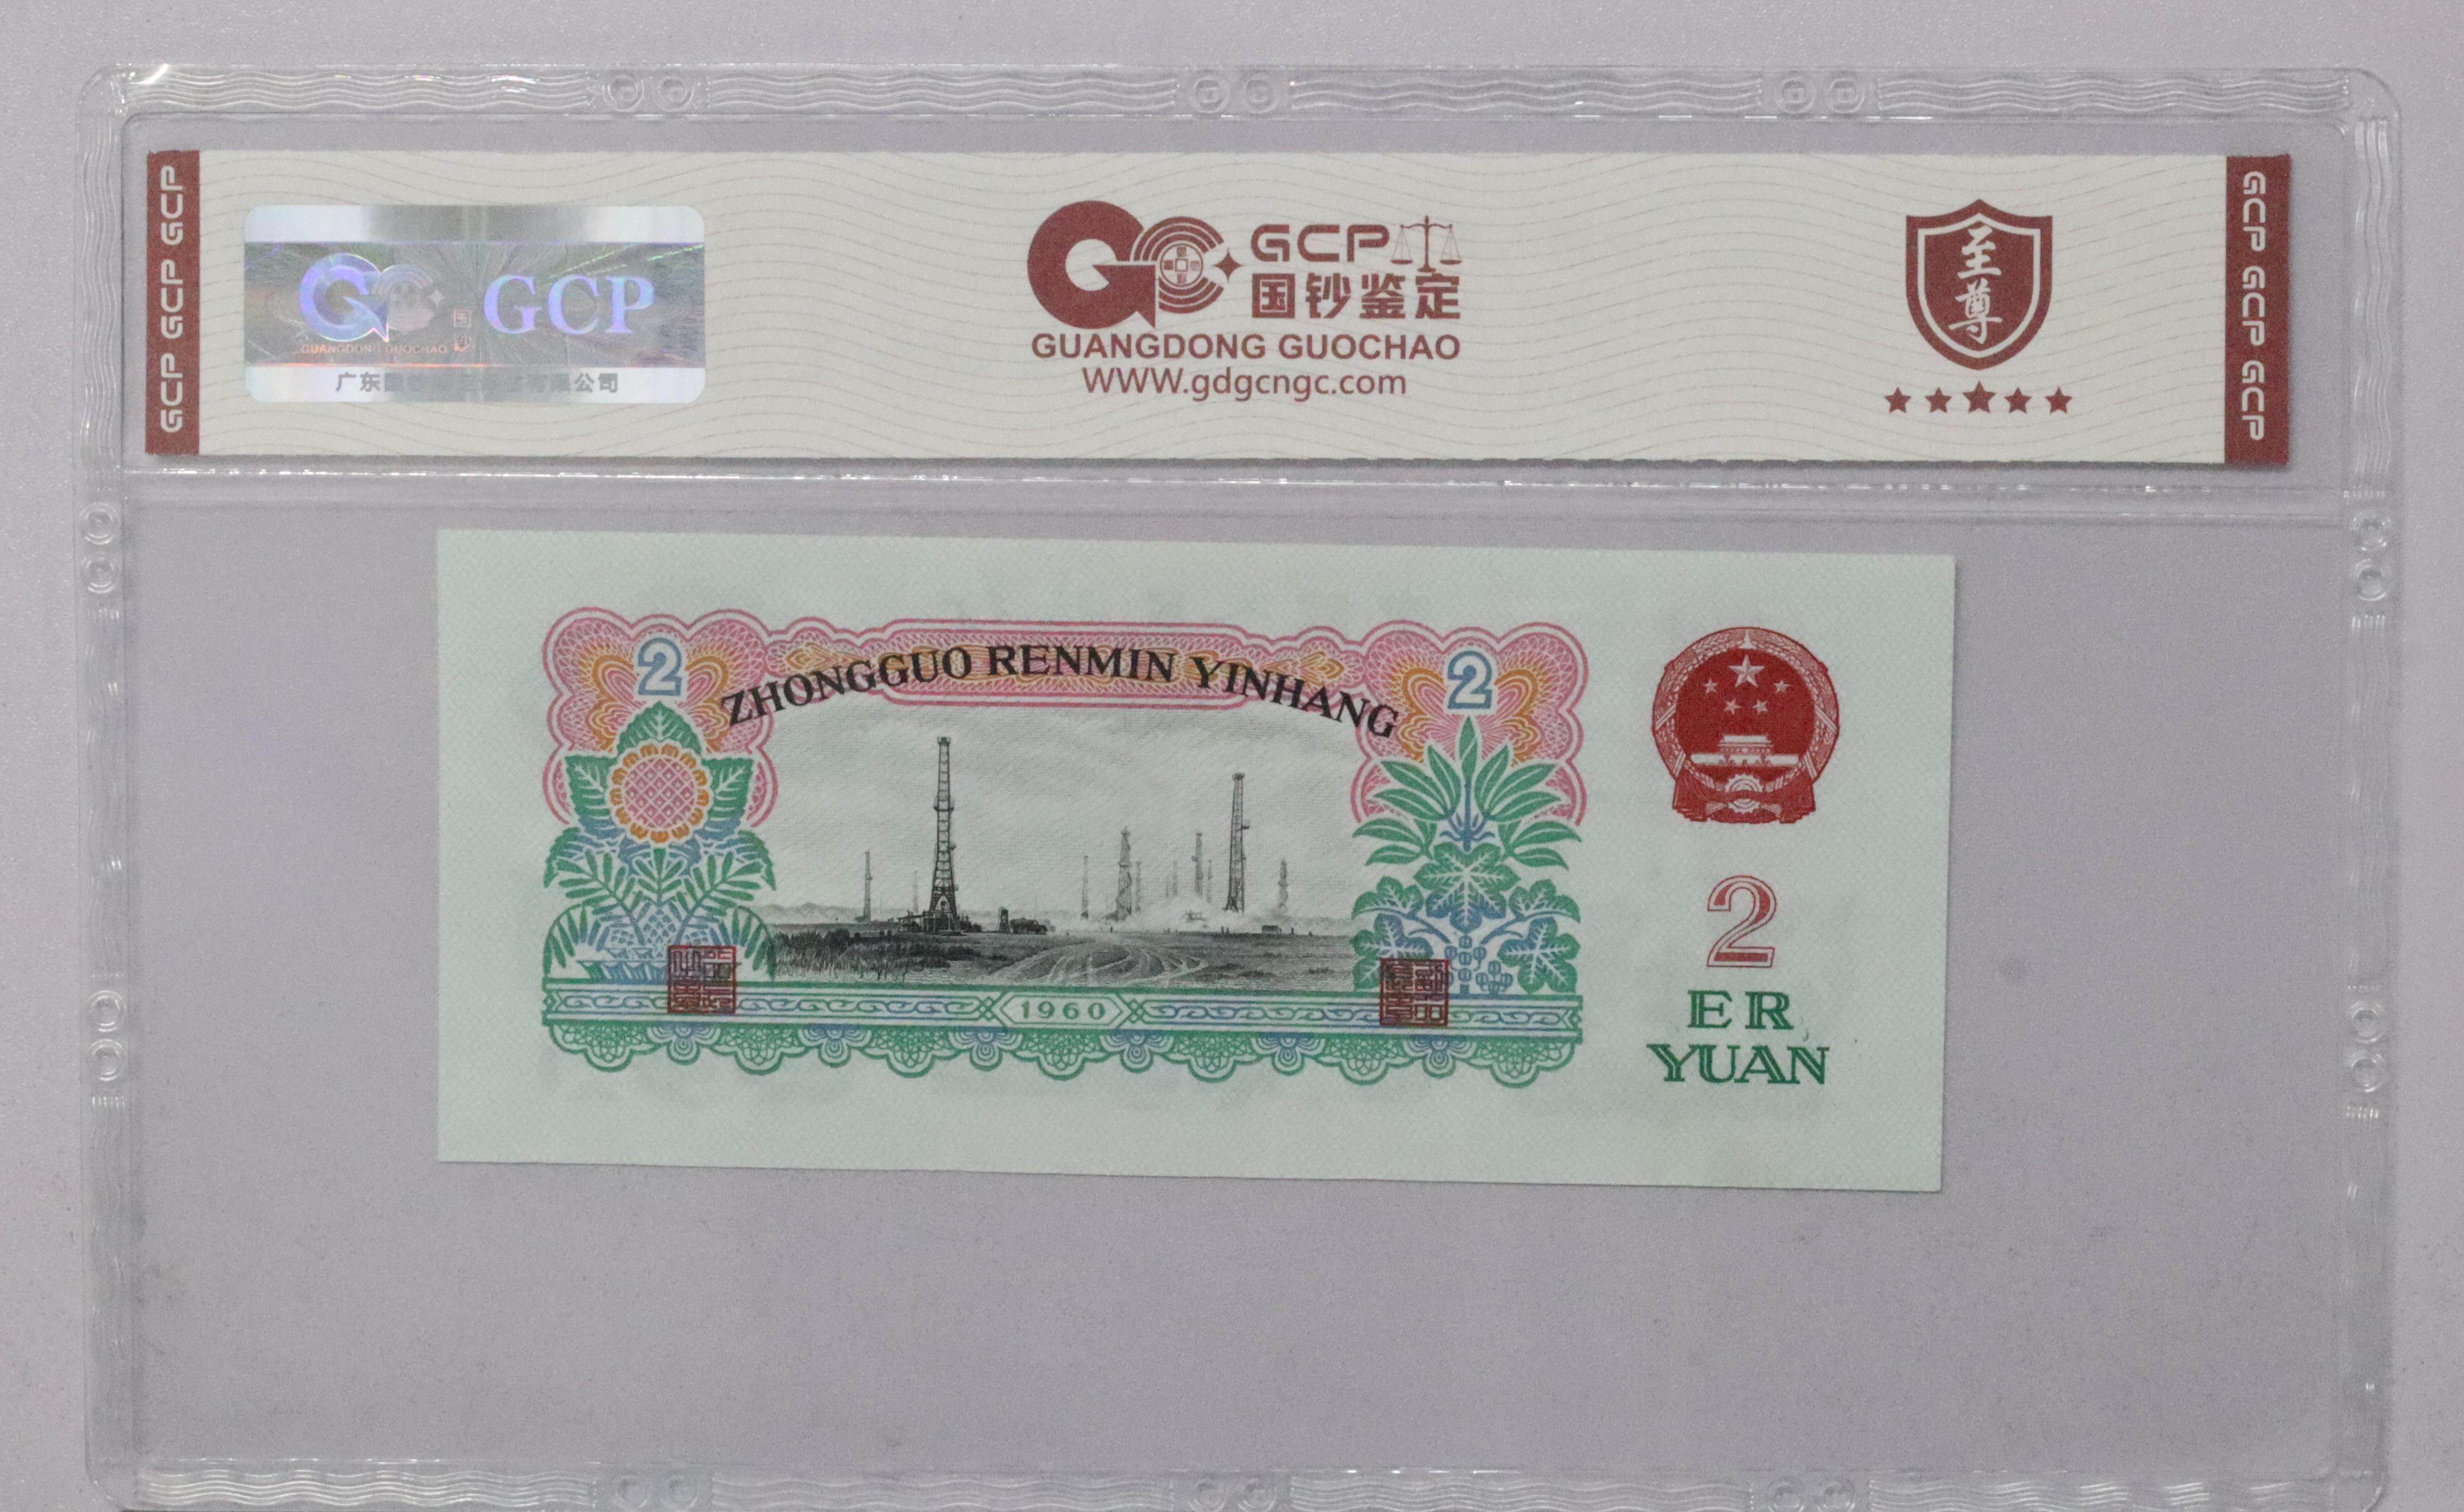 GCP GCP GCP
GCP
GUANGDONG GUOCHAO
GCP
国钞鉴定
GUANGDONG GUOCHAO
WWW.gdgcngc.com
至尊
GCP GCP GCP
2
ZHONGGUO RENMIN YINHANG
2
1960
2
ER
YUAN